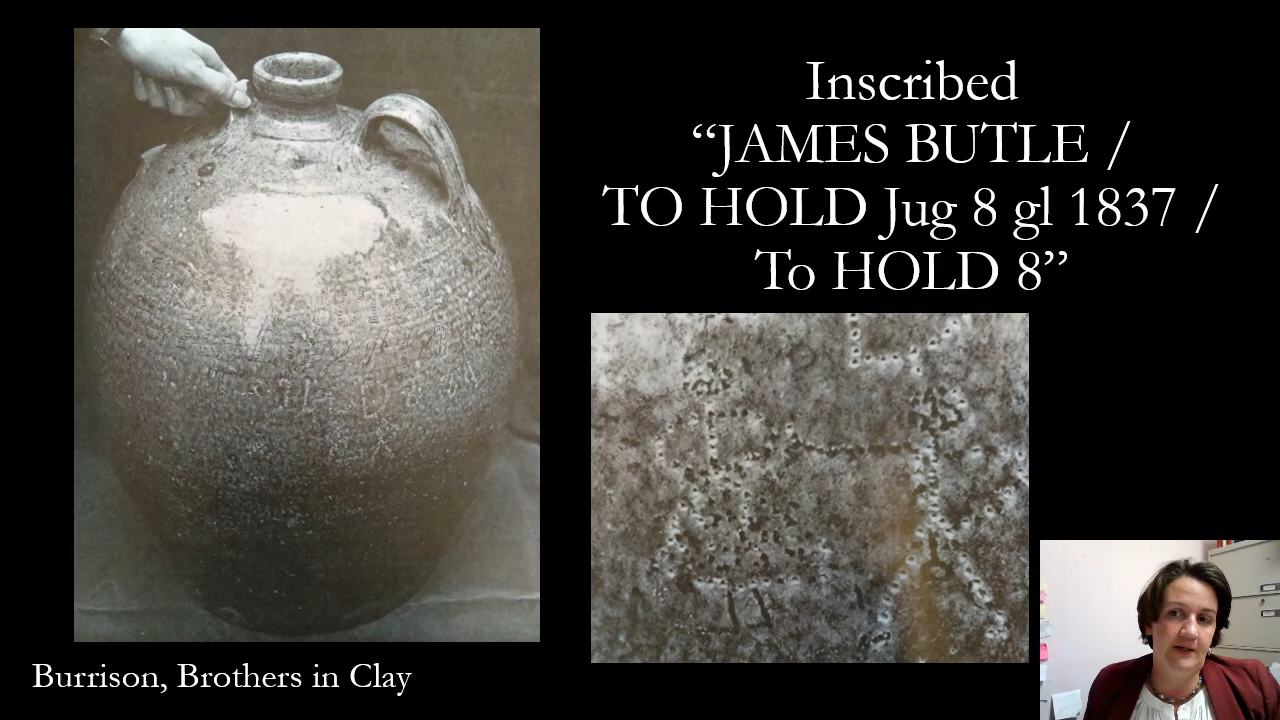 Inscribed
“JAMES BUTLE /
TO HOLD Jug 8 gl 1837 /
To HOLD 8”
Burrison, Brothers in Clay